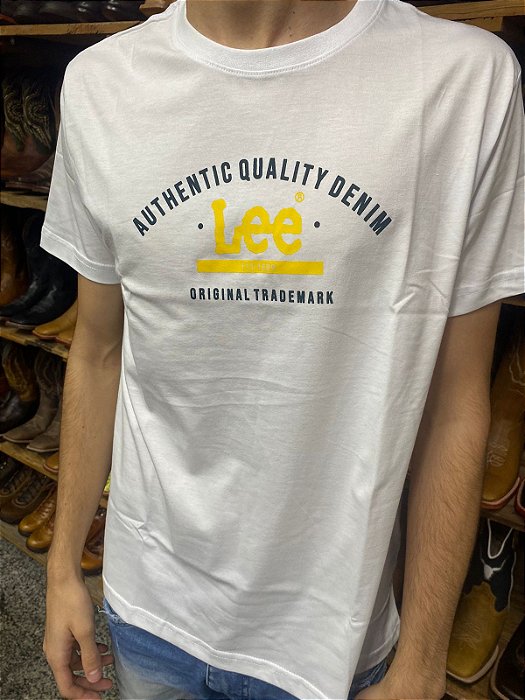 AUTHENTIC QUALITY DENIM
• Lee® •
ORIGINAL TRADEMARK